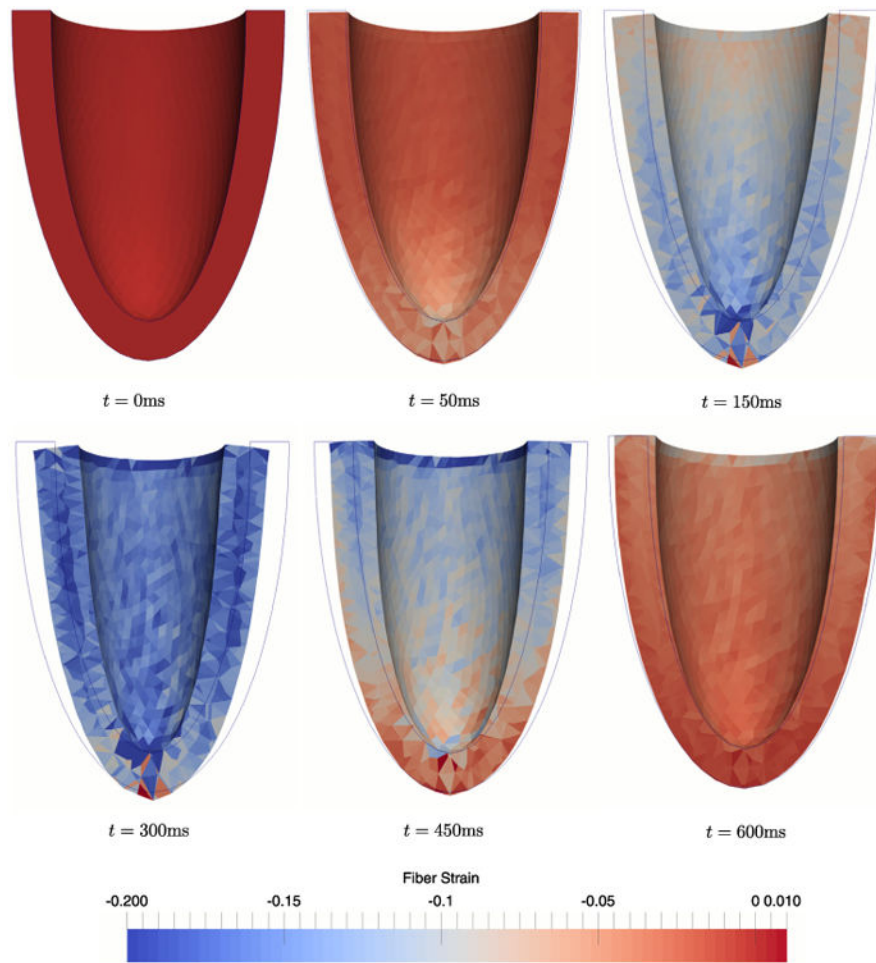 t = 0ms
t = 50ms
t = 150ms
t = 300ms
t = 450ms
t = 600ms
Fiber Strain
-0.200 -0.15 -0.1 -0.05 0 0.010